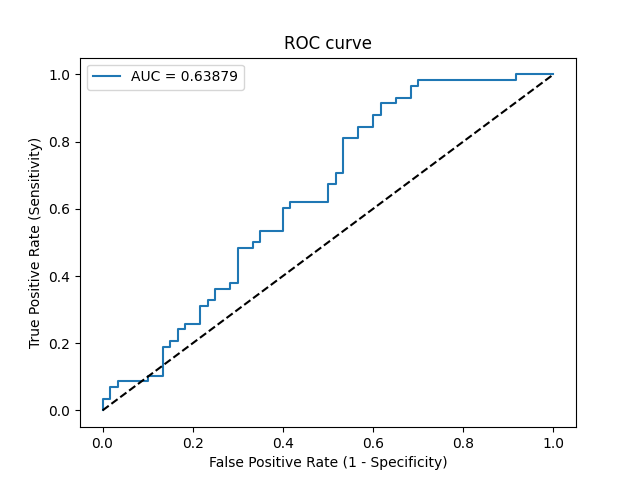 ROC curve
AUC = 0.63879
True Positive Rate (Sensitivity)
1.0
0.8
0.6
0.4
0.2
0.0
0.0 0.2 0.4 0.6 0.8 1.0
False Positive Rate (1 - Specificity)